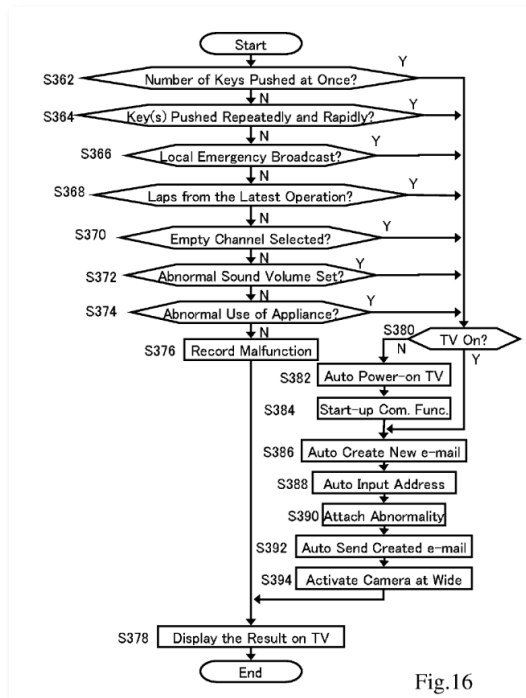 Start
Y
S362 Number of Keys Pushed at Once?
N
S364 Key(s) Pushed Repeatedly and Rapidly? Y
N
S366 Local Emergency Broadcast? Y
N
S368 Laps from the Latest Operation? Y
N
S370 Empty Channel Selected? Y
N
S372 Abnormal Sound Volume Set? Y
N
S374 Abnormal Use of Appliance? Y
N
S376 Record Malfunction
S380 TV On?
N Y
S382 Auto Power-on TV
S384 Start-up Com. Func.
S386 Auto Create New e-mail
S388 Auto Input Address
S390 Attach Abnormality
S392 Auto Send Created e-mail
S394 Activate Camera at Wide
S378 Display the Result on TV
End
Fig.16